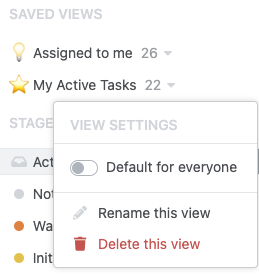 SAVED VIEWS
Assigned to me 26
My Active Tasks 22
STAGE
VIEW SETTINGS
Act
Default for everyone
Not
Rename this view
Wa
Delete this view
Init